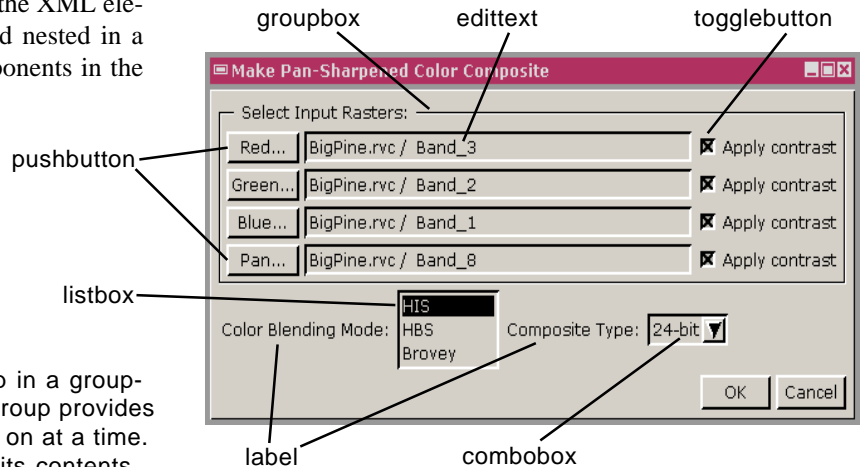 the XML ele-
d nested in a
ponents in the
groupbox
edittext
togglebutton
Make Pan-Sharpened Color Composite
Select Input Rasters:
pushbutton
Red...
BigPine.rvc / Band_3
Apply contrast
Green...
BigPine.rvc / Band_2
Apply contrast
Blue...
BigPine.rvc / Band_1
Apply contrast
Pan...
BigPine.rvc / Band_8
Apply contrast
listbox
Color Blending Mode:
HIS
HBS
Brovey
Composite Type:
24-bit
OK
Cancel
o in a group-
roup provides
on at a time.
its contents
label
combobox